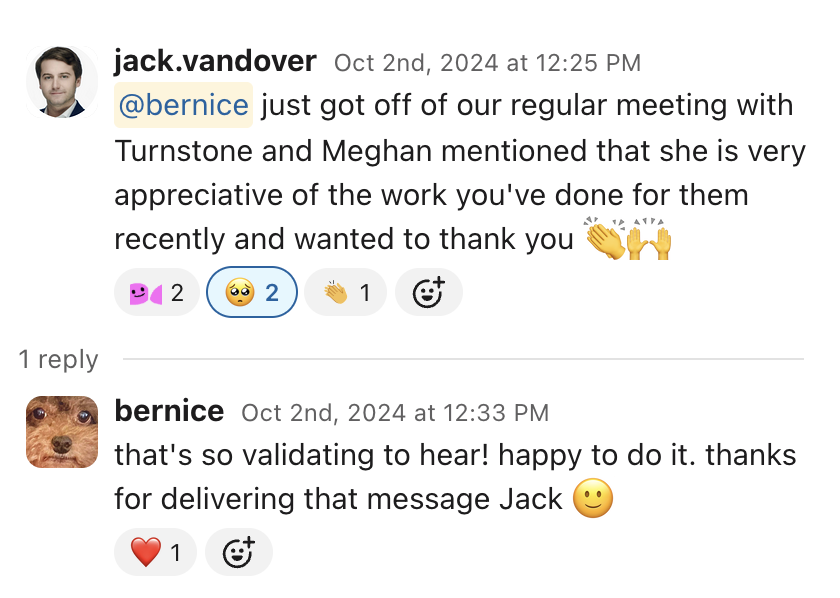 jack.vandover Oct 2nd, 2024 at 12:25 PM
@bernice just got off of our regular meeting with
Turnstone and Meghan mentioned that she is very
appreciative of the work you've done for them
recently and wanted to thank you 👏🙌
2 🥺 2 👏 1
1 reply
bernice Oct 2nd, 2024 at 12:33 PM
that's so validating to hear! happy to do it. thanks
for delivering that message Jack 🙂
❤️ 1